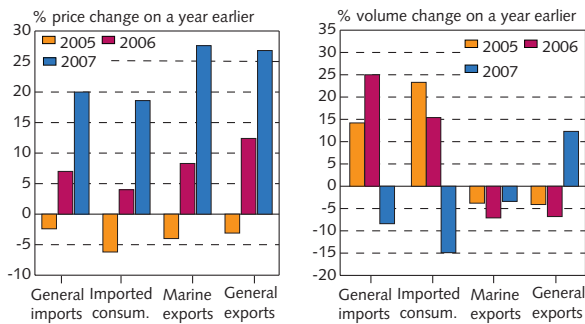 % price change on a year earlier
30
25
20
15
10
5
0
-5
-10
2005
2006
2007
General imports
Imported consum.
Marine exports
General exports
% volume change on a year earlier
35
30
25
20
15
10
5
0
-5
-10
-15
-20
2005
2006
2007
General imports
Imported consum.
Marine exports
General exports